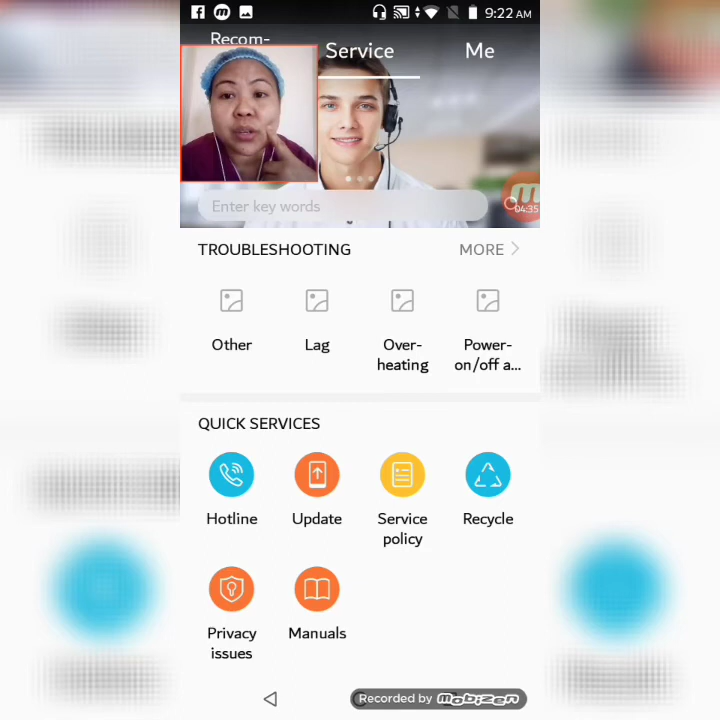 9:22 AM
Recom-
Service
Me
Enter key words
04:35
TROUBLESHOOTING
MORE
Other
Lag
Over-
heating
Power-
on/off a...
QUICK SERVICES
Hotline
Update
Service
policy
Recycle
Privacy
issues
Manuals
Recorded by mobizen